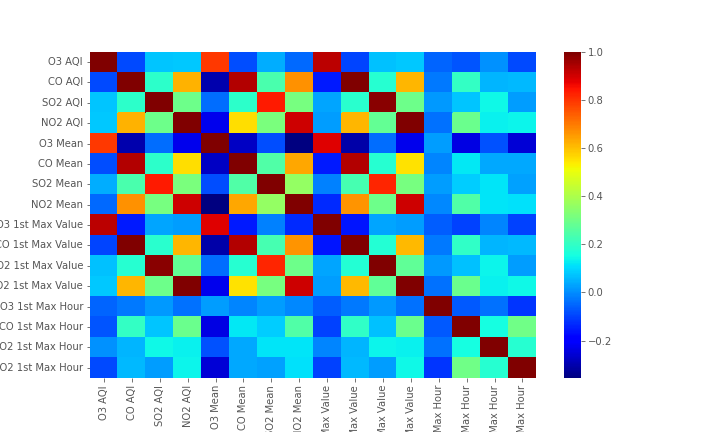 O3 AQI
CO AQI
SO2 AQI
NO2 AQI
O3 Mean
CO Mean
SO2 Mean
NO2 Mean
O3 1st Max Value
CO 1st Max Value
O2 1st Max Value
O2 1st Max Value
O3 1st Max Hour
CO 1st Max Hour
O2 1st Max Hour
O2 1st Max Hour
1.0
0.8
0.6
0.4
0.2
0.0
−0.2
O3 AQI
CO AQI
SO2 AQI
NO2 AQI
O3 Mean
CO Mean
SO2 Mean
NO2 Mean
Max Value
Max Value
Max Value
Max Value
Max Hour
Max Hour
Max Hour
Max Hour